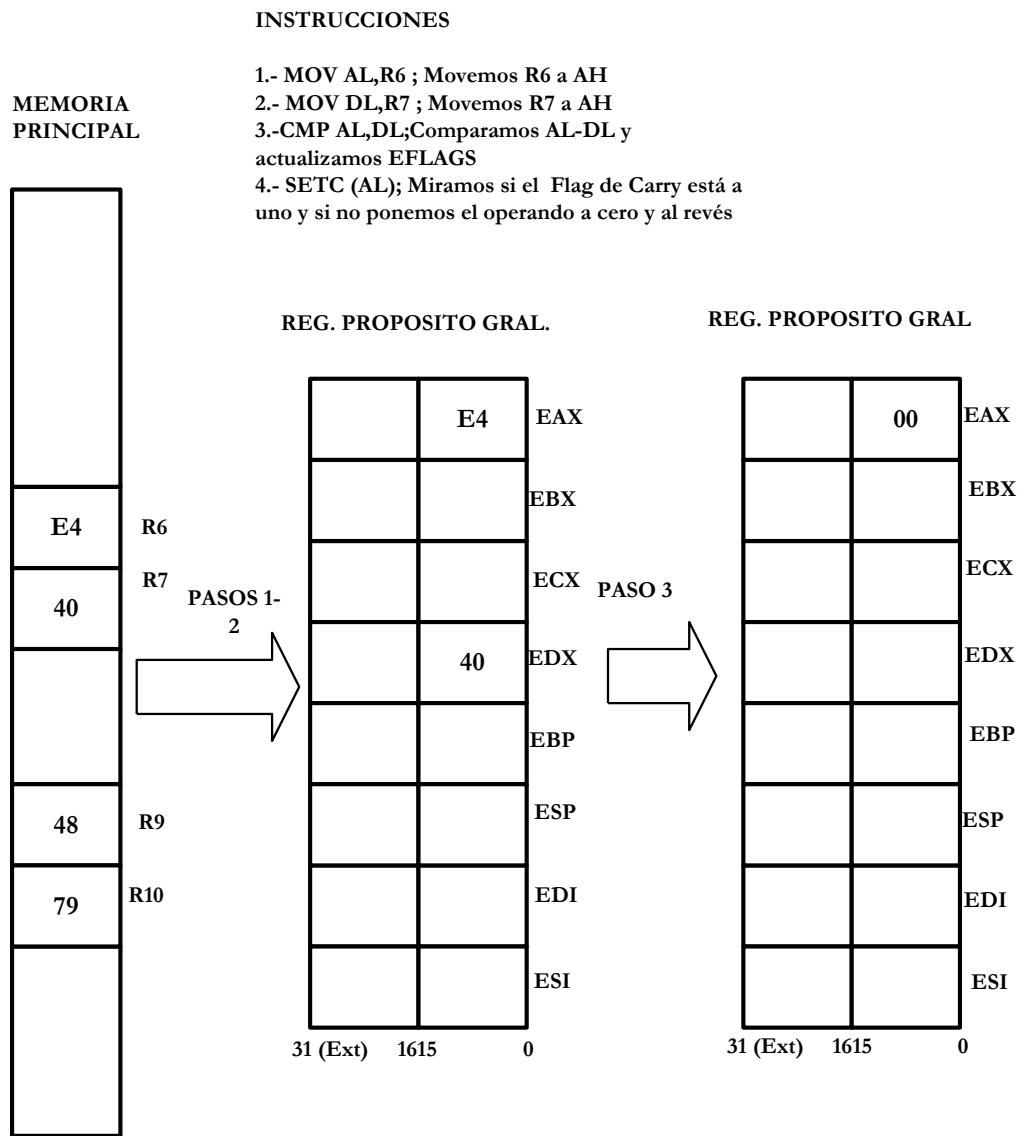 INSTRUCCIONES
1.- MOV AL,R6 ; Movemos R6 a AH
2.- MOV DL,R7 ; Movemos R7 a AH
3.-CMP AL,DL;Comparamos AL-DL y
actualizamos EFLAGS
4.- SETC (AL); Miramos si el Flag de Carry está a
uno y si no ponemos el operando a cero y al revés
MEMORIA
PRINCIPAL
E4
R6
40
R7
48
R9
79
R10
PASOS 1-
2
REG. PROPOSITO GRAL.
E4
EAX
EBX
ECX
40
EDX
EBP
ESP
EDI
ESI
31 (Ext) 1615 0
PASO 3
REG. PROPOSITO GRAL
00
EAX
EBX
ECX
EDX
EBP
ESP
EDI
ESI
31 (Ext) 1615 0